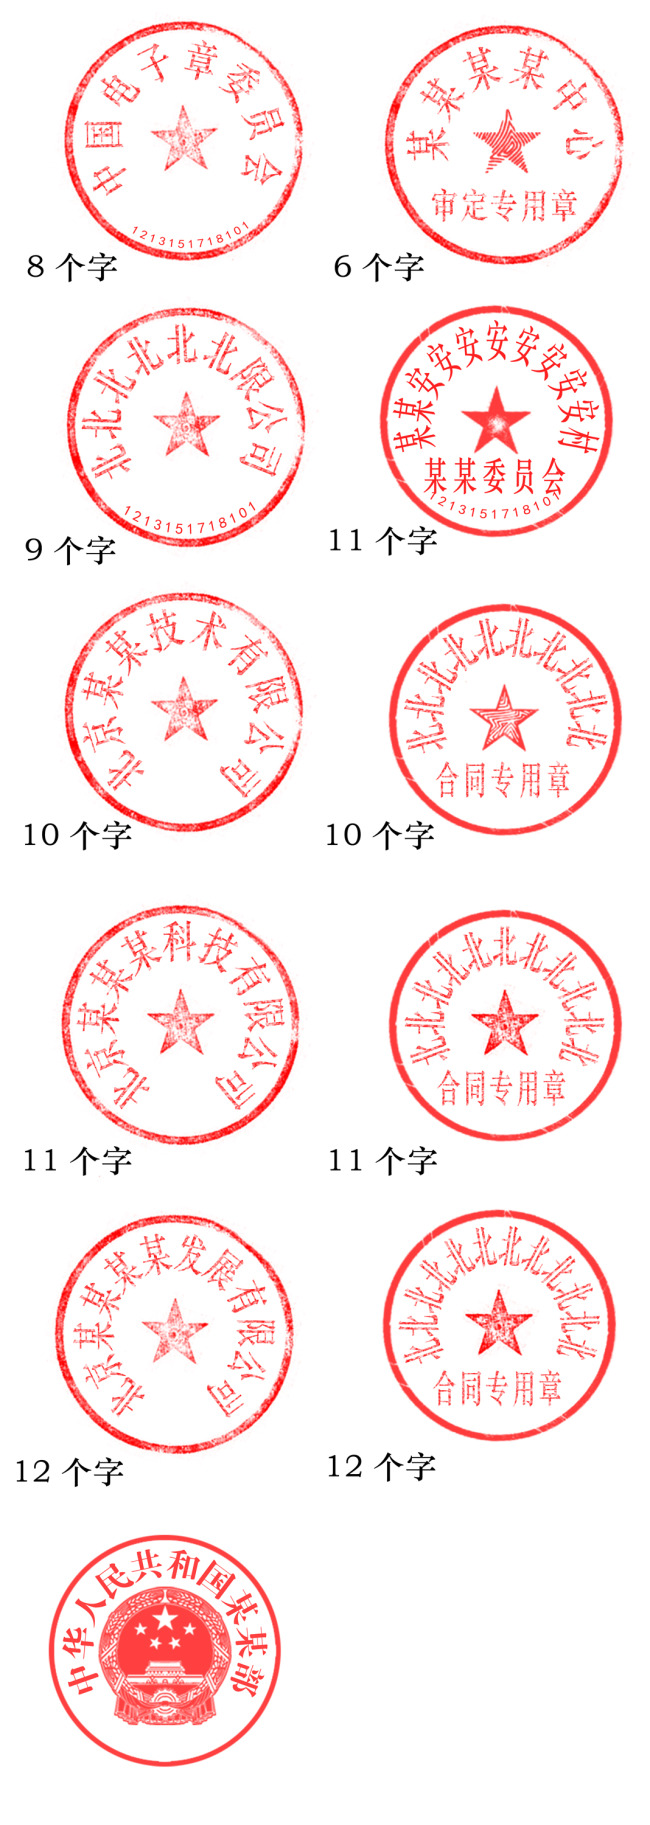 中国电子章委员会
1213151718101
8 个字
某某某某中心
审定专用章
6 个字
北北北北北北限公司
1213151718101
9 个字
某某安安安安安安安安村
某某委员会
1213151718101
11 个字
北京某某技术有限公司
10 个字
北北北北北北北北北北
合同专用章
10 个字
北京某某某科技有限公司
11 个字
北北北北北北北北北北北
合同专用章
11 个字
北京某某某某发展有限公司
12 个字
北北北北北北北北北北北北
合同专用章
12 个字
中华人民共和国某某部